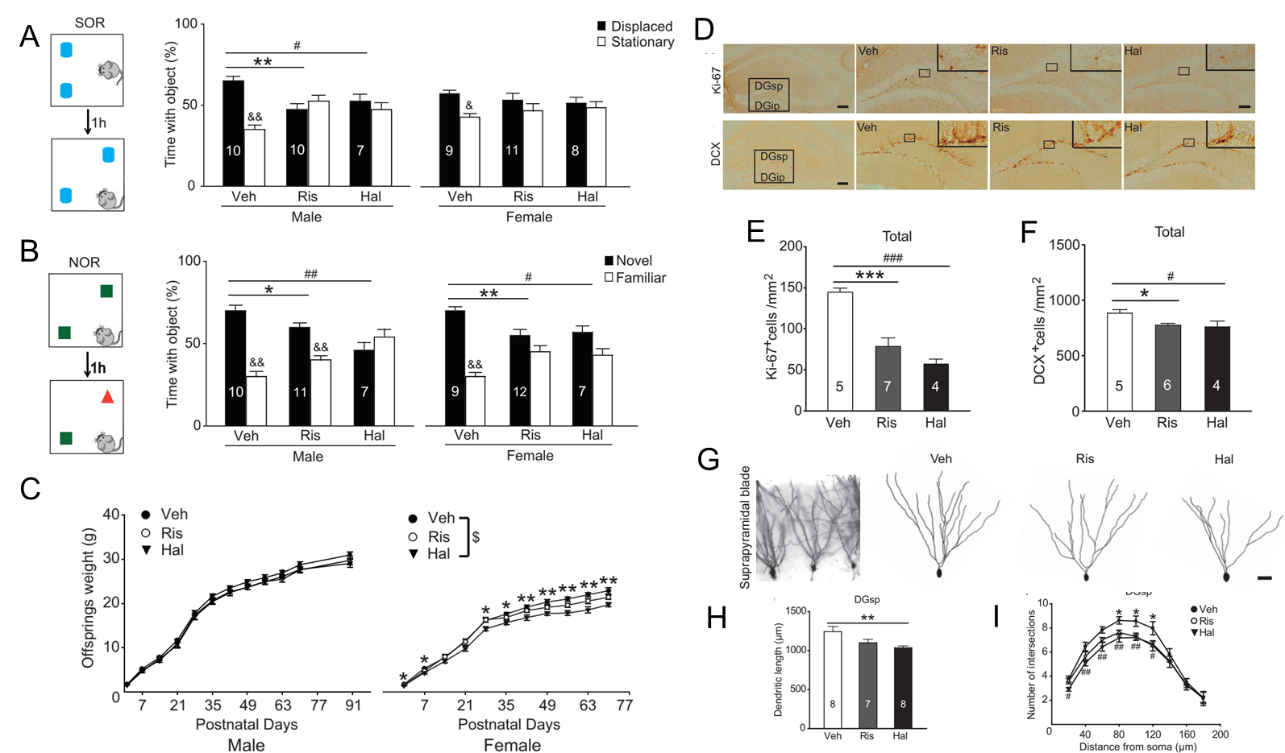 A
SOR
1h
Time with object (%)
100
50
0
Displaced
Stationary
#
**
&&
&
10
10
7
9
11
8
Veh
Ris
Hal
Veh
Ris
Hal
Male
Female
B
NOR
1h
Time with object (%)
100
50
0
Novel
Familiar
##
*
&&
&&
#
**
&&
10
11
7
9
12
7
Veh
Ris
Hal
Veh
Ris
Hal
Male
Female
C
Offsprings weight (g)
40
30
20
10
0
Veh
Ris
Hal
Veh
Ris
Hal
$
* * * * ** ** ** ** **
7 21 35 49 63 77 91
7 21 35 49 63 77
Postnatal Days
Postnatal Days
Male
Female
D
Ki-67
DGsp
DGip
Veh
Ris
Hal
DCX
DGsp
DGip
Veh
Ris
Hal
E
Total
Ki-67+cells /mm2
200
150
100
50
0
###
***
5
7
4
Veh
Ris
Hal
F
Total
DCX +cells/mm2
1500
1000
500
0
#
*
5
6
4
Veh
Ris
Hal
G
Suprapyramidal blade
Veh
Ris
Hal
H
DGsp
Dendritic length (μm)
1500
1000
500
0
**
8
7
8
Veh
Ris
Hal
I
DGsp
Number of intersections
10
8
6
4
2
0
Veh
Ris
Hal
* * *
# ## ## ## ## #
40 80 120 160 200
Distance from soma (μm)